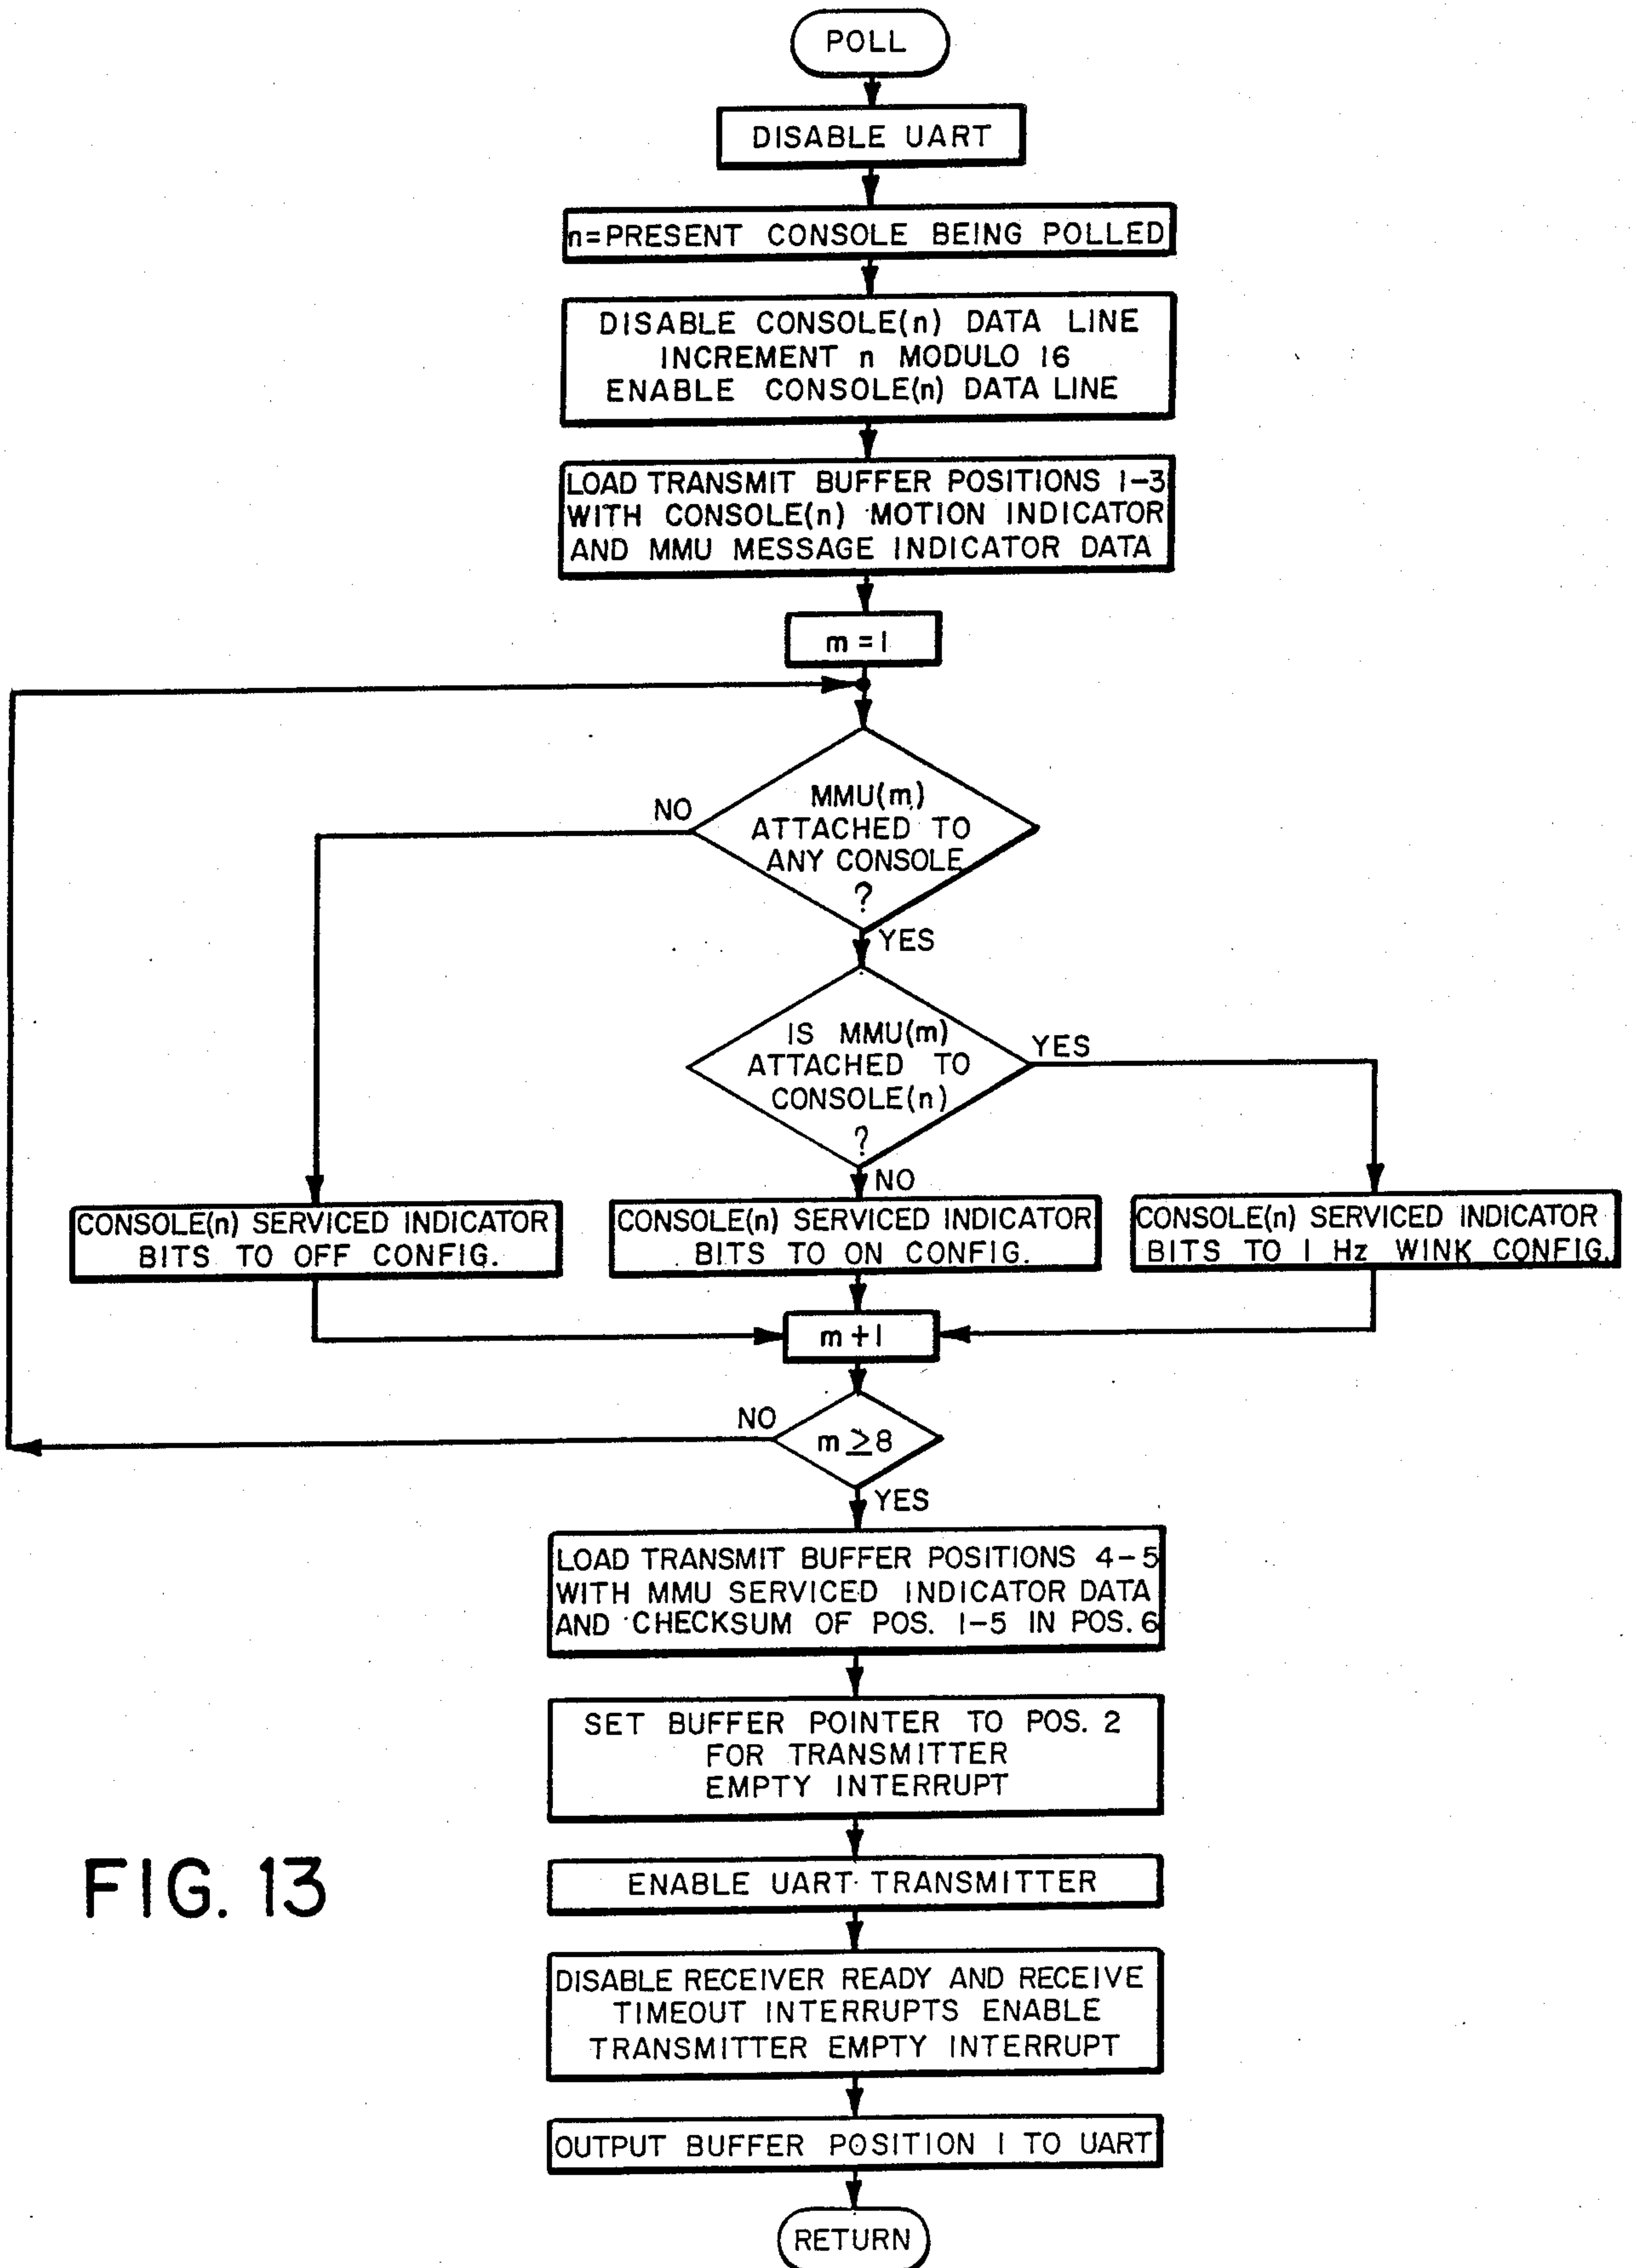 POLL
DISABLE UART
n=PRESENT CONSOLE BEING POLLED
DISABLE CONSOLE(n) DATA LINE
INCREMENT n MODULO 16
ENABLE CONSOLE(n) DATA LINE
LOAD TRANSMIT BUFFER POSITIONS 1-3
WITH CONSOLE(n) MOTION INDICATOR
AND MMU MESSAGE INDICATOR DATA
m=1
NO
MMU(m)
ATTACHED TO
ANY CONSOLE
?
YES
IS MMU(m)
ATTACHED TO
CONSOLE(n)
?
YES
NO
CONSOLE(n) SERVICED INDICATOR
BITS TO OFF CONFIG.
CONSOLE(n) SERVICED INDICATOR
BITS TO ON CONFIG.
CONSOLE(n) SERVICED INDICATOR
BITS TO 1 Hz WINK CONFIG.
m+1
NO
m≥8
YES
LOAD TRANSMIT BUFFER POSITIONS 4-5
WITH MMU SERVICED INDICATOR DATA
AND CHECKSUM OF POS. 1-5 IN POS. 6
SET BUFFER POINTER TO POS. 2
FOR TRANSMITTER
EMPTY INTERRUPT
ENABLE UART TRANSMITTER
DISABLE RECEIVER READY AND RECEIVE
TIMEOUT INTERRUPTS ENABLE
TRANSMITTER EMPTY INTERRUPT
OUTPUT BUFFER POSITION 1 TO UART
RETURN
FIG. 13